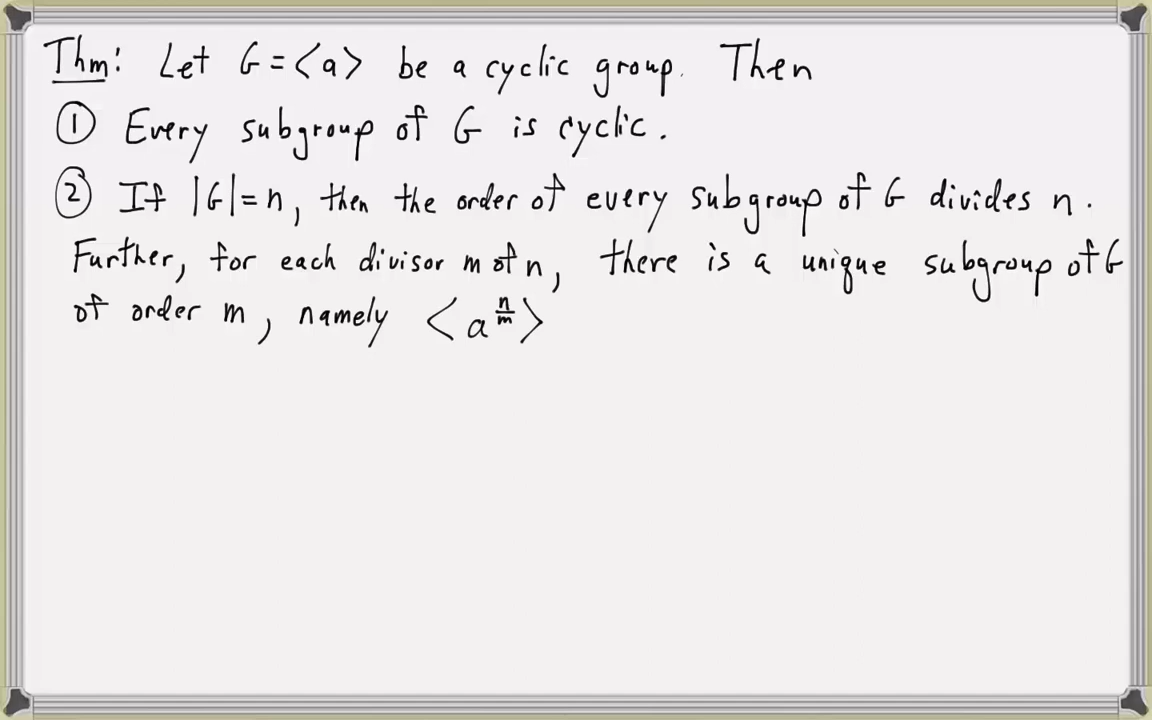 Thm: Let G = <a> be a cyclic group. Then
① Every subgroup of G is cyclic.
② If |G| = n, then the order of every subgroup of G divides n.
Further, for each divisor m of n, there is a unique subgroup of G
of order m, namely <a^{n/m}>